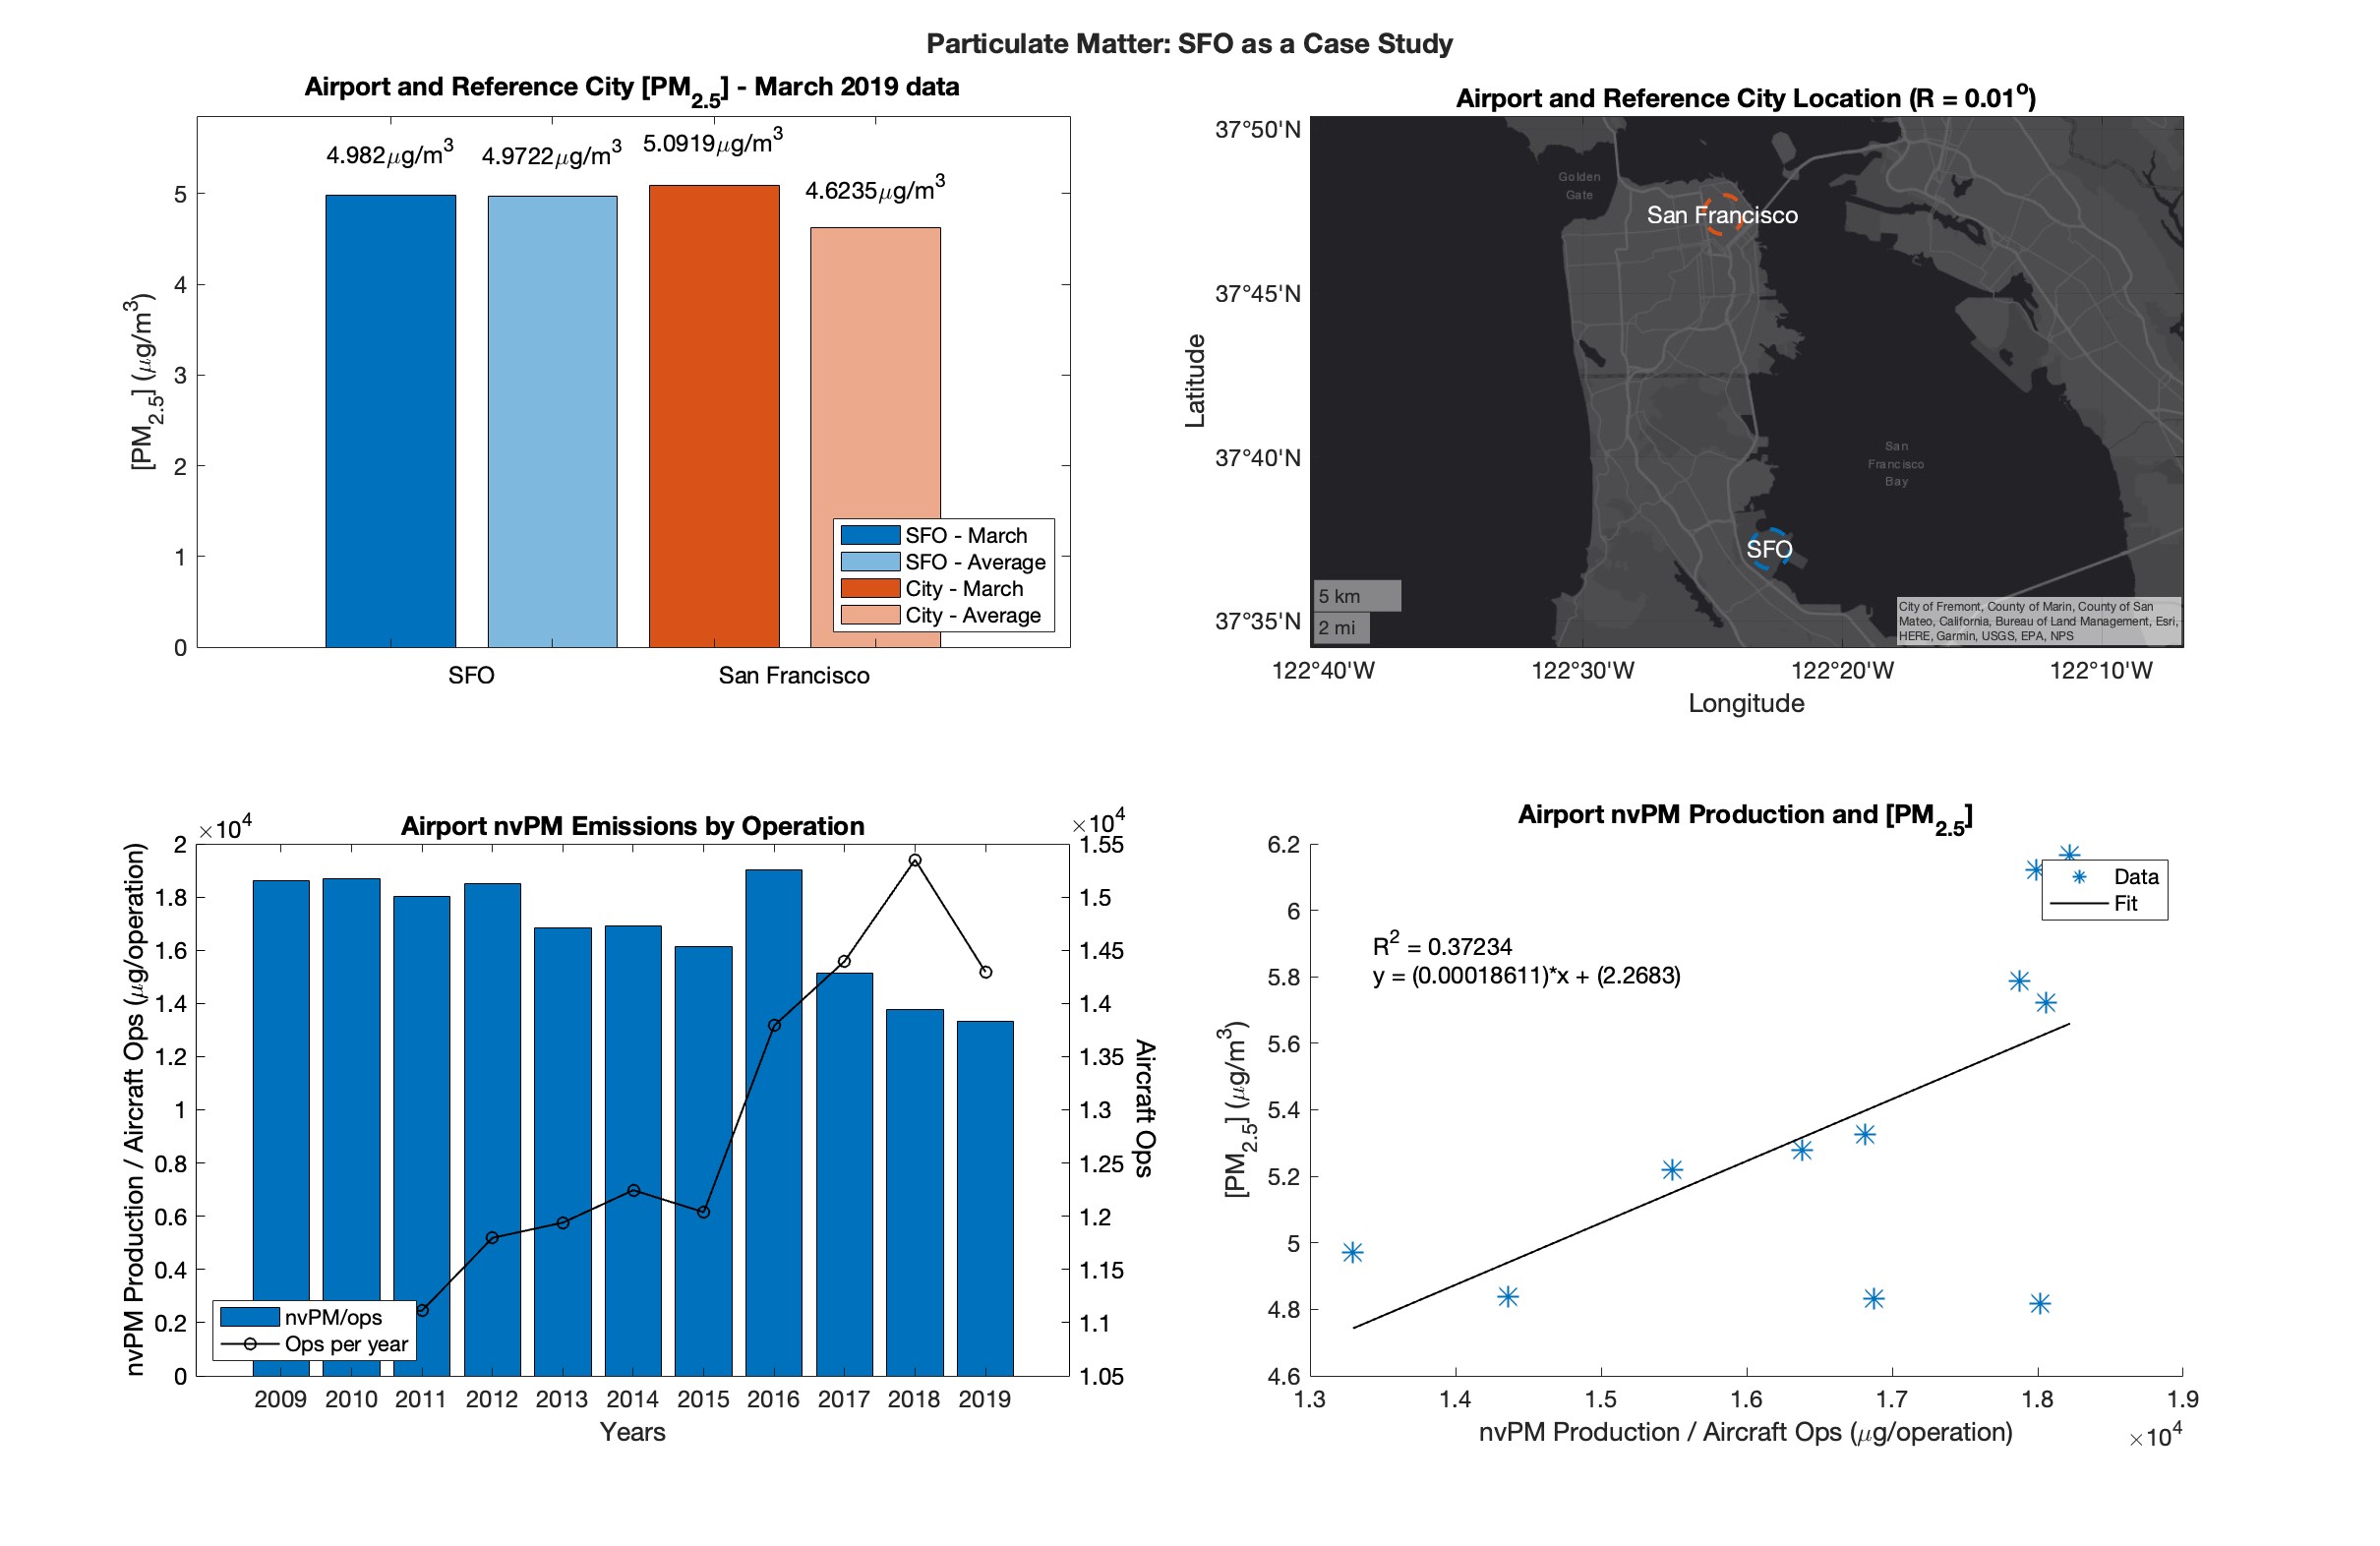 Particulate Matter: SFO as a Case Study
Airport and Reference City [PM2.5] - March 2019 data
4.982μg/m3
4.9722μg/m3
5.0919μg/m3
4.6235μg/m3
[PM2.5] (μg/m3)
5
4
3
2
1
0
SFO - March
SFO - Average
City - March
City - Average
SFO
San Francisco
Airport and Reference City Location (R = 0.01o)
Latitude
37°50'N
37°45'N
37°40'N
37°35'N
Golden
Gate
San Francisco
San
Francisco
Bay
SFO
5 km
2 mi
City of Fremont, County of Marin, County of San
Mateo, California, Bureau of Land Management, Esri,
HERE, Garmin, USGS, EPA, NPS
122°40'W
122°30'W
122°20'W
122°10'W
Longitude
Airport nvPM Emissions by Operation
×104
×104
nvPM Production / Aircraft Ops (μg/operation)
2
1.8
1.6
1.4
1.2
1
0.8
0.6
0.4
0.2
0
nvPM/ops
Ops per year
1.55
1.5
1.45
1.4
1.35
1.3
1.25
1.2
1.15
1.1
1.05
Aircraft Ops
2009 2010 2011 2012 2013 2014 2015 2016 2017 2018 2019
Years
Airport nvPM Production and [PM2.5]
[PM2.5] (μg/m3)
6.2
6
5.8
5.6
5.4
5.2
5
4.8
4.6
Data
Fit
R2 = 0.37234
y = (0.00018611)*x + (2.2683)
1.3 1.4 1.5 1.6 1.7 1.8 1.9
nvPM Production / Aircraft Ops (μg/operation)
×104